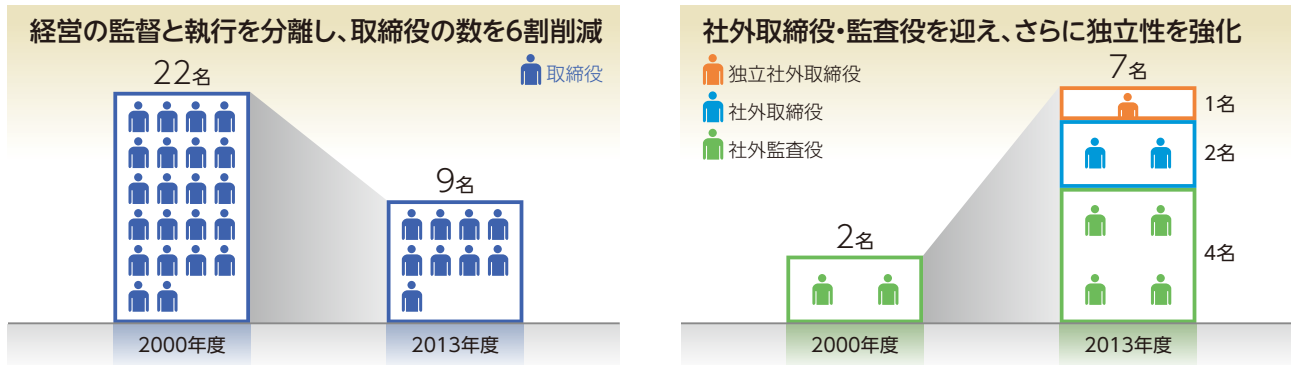 経営の監督と執行を分離し、取締役の数を6割削減
取締役
22名
9名
2000年度
2013年度
社外取締役・監査役を迎え、さらに独立性を強化
独立社外取締役
社外取締役
社外監査役
7名
1名
2名
4名
2名
2000年度
2013年度